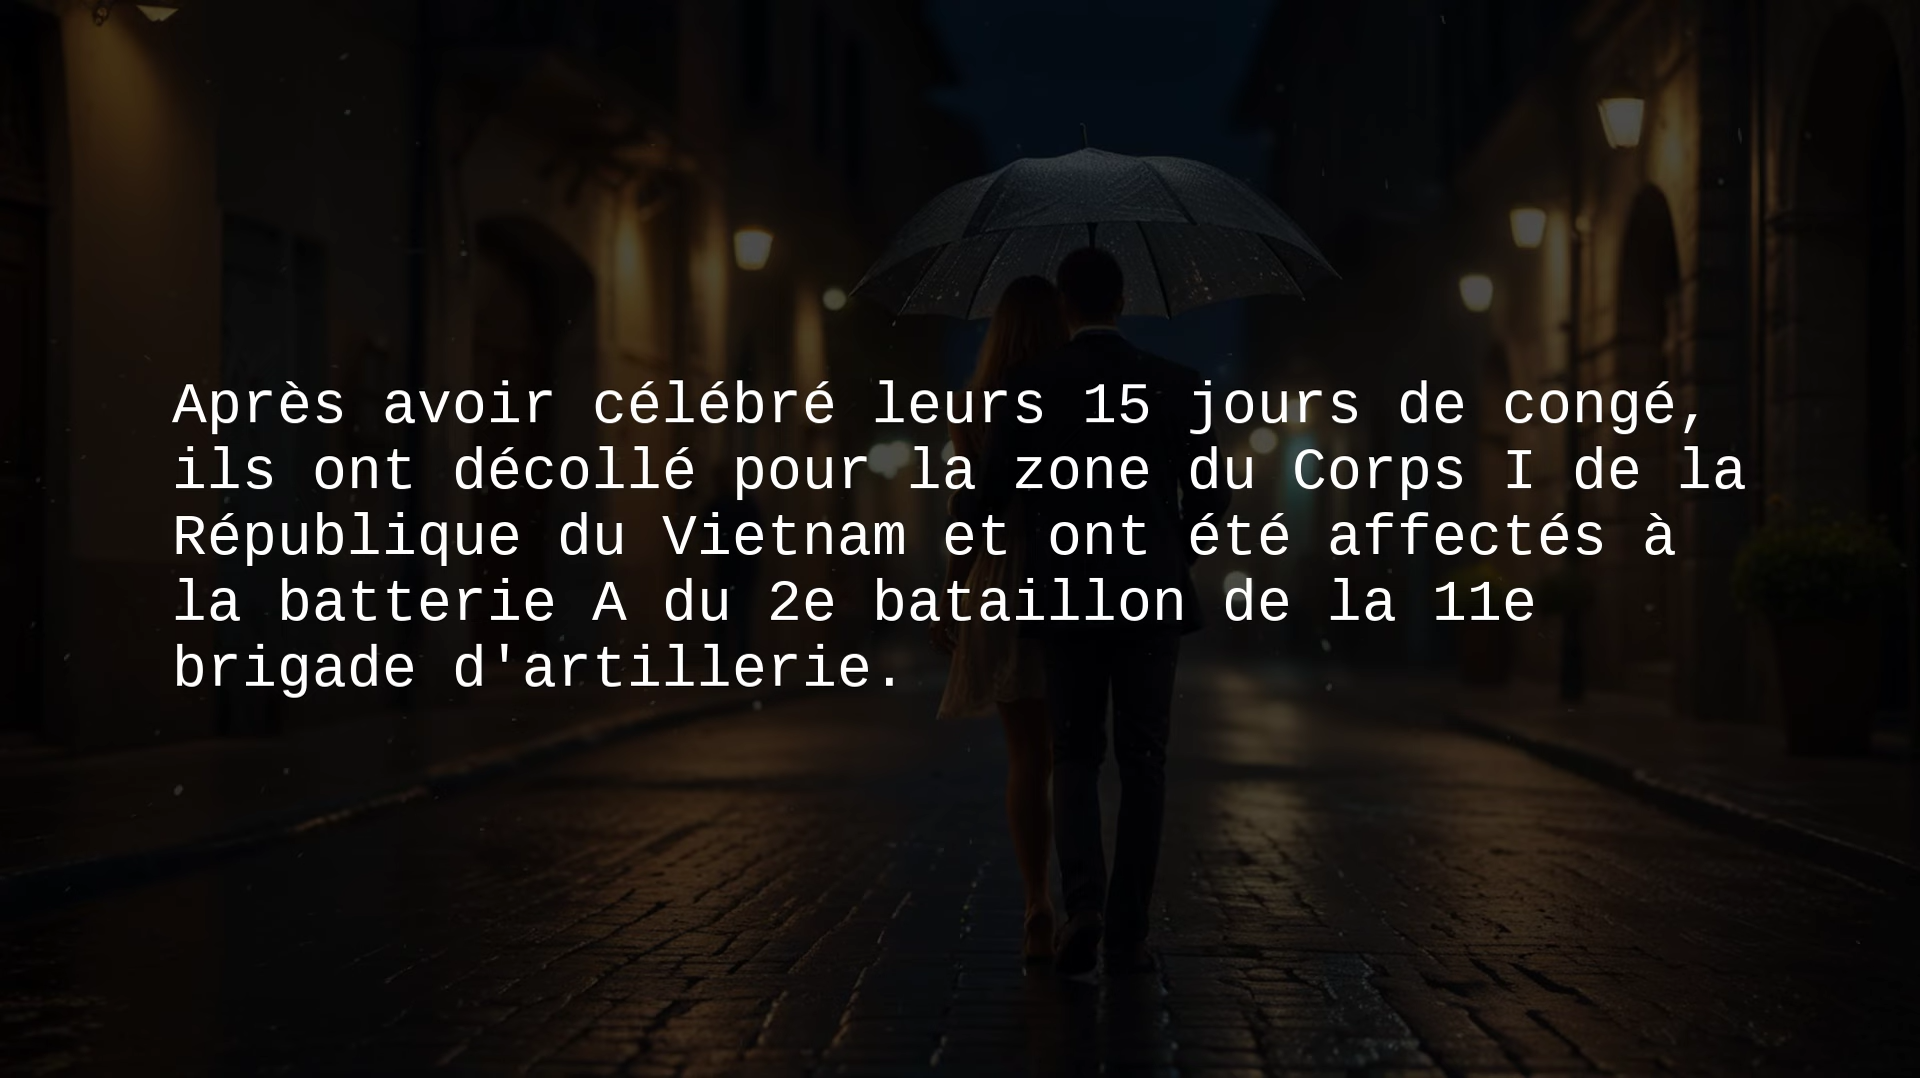 Après avoir célébré leurs 15 jours de congé,
ils ont décollé pour la zone du Corps I de la
République du Vietnam et ont été affectés à
la batterie A du 2e bataillon de la 11e
brigade d'artillerie.